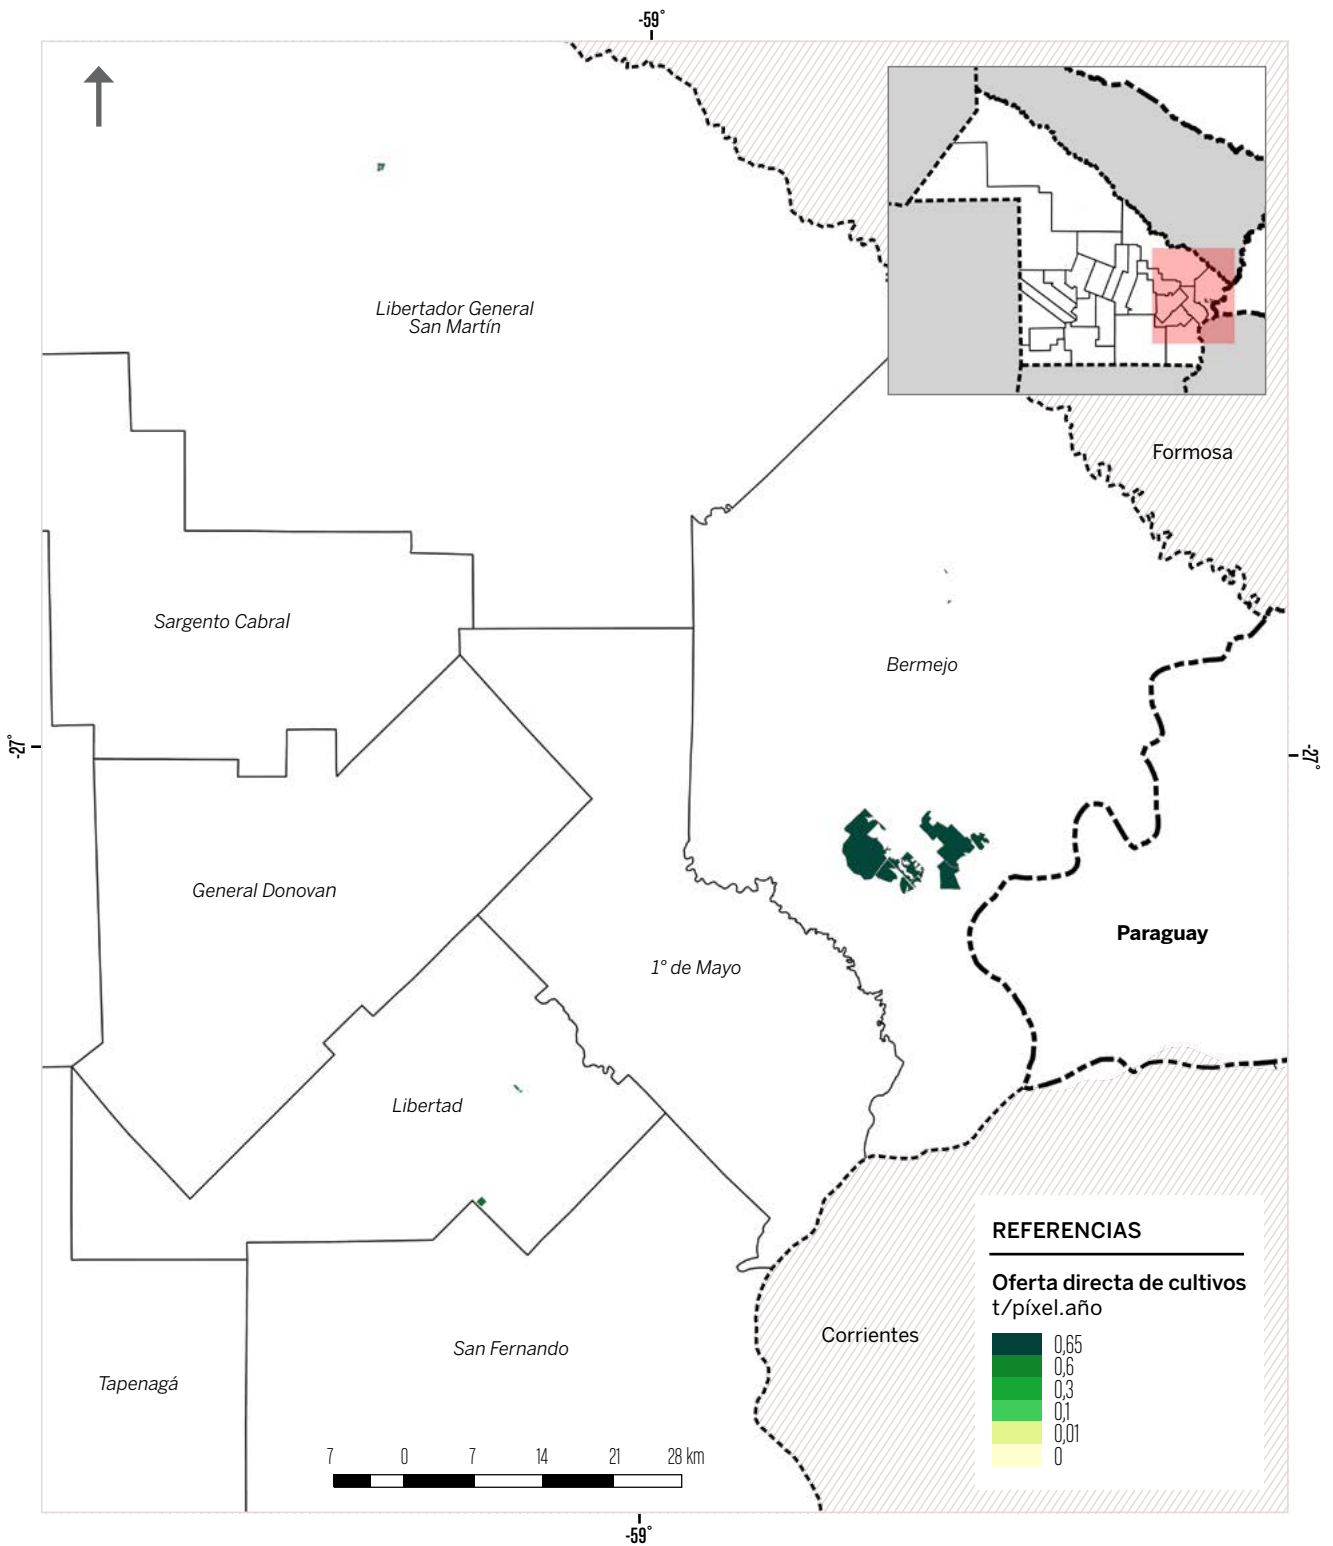 -59°
Libertador General
San Martín
Formosa
Sargento Cabral
Bermejo
-27°
-27°
General Donovan
Paraguay
1° de Mayo
Libertad
REFERENCIAS
Oferta directa de cultivos
t/píxel.año
0,65
0,6
0,3
0,1
0,01
0
Corrientes
San Fernando
Tapenagá
7 0 7 14 21 28 km
-59°